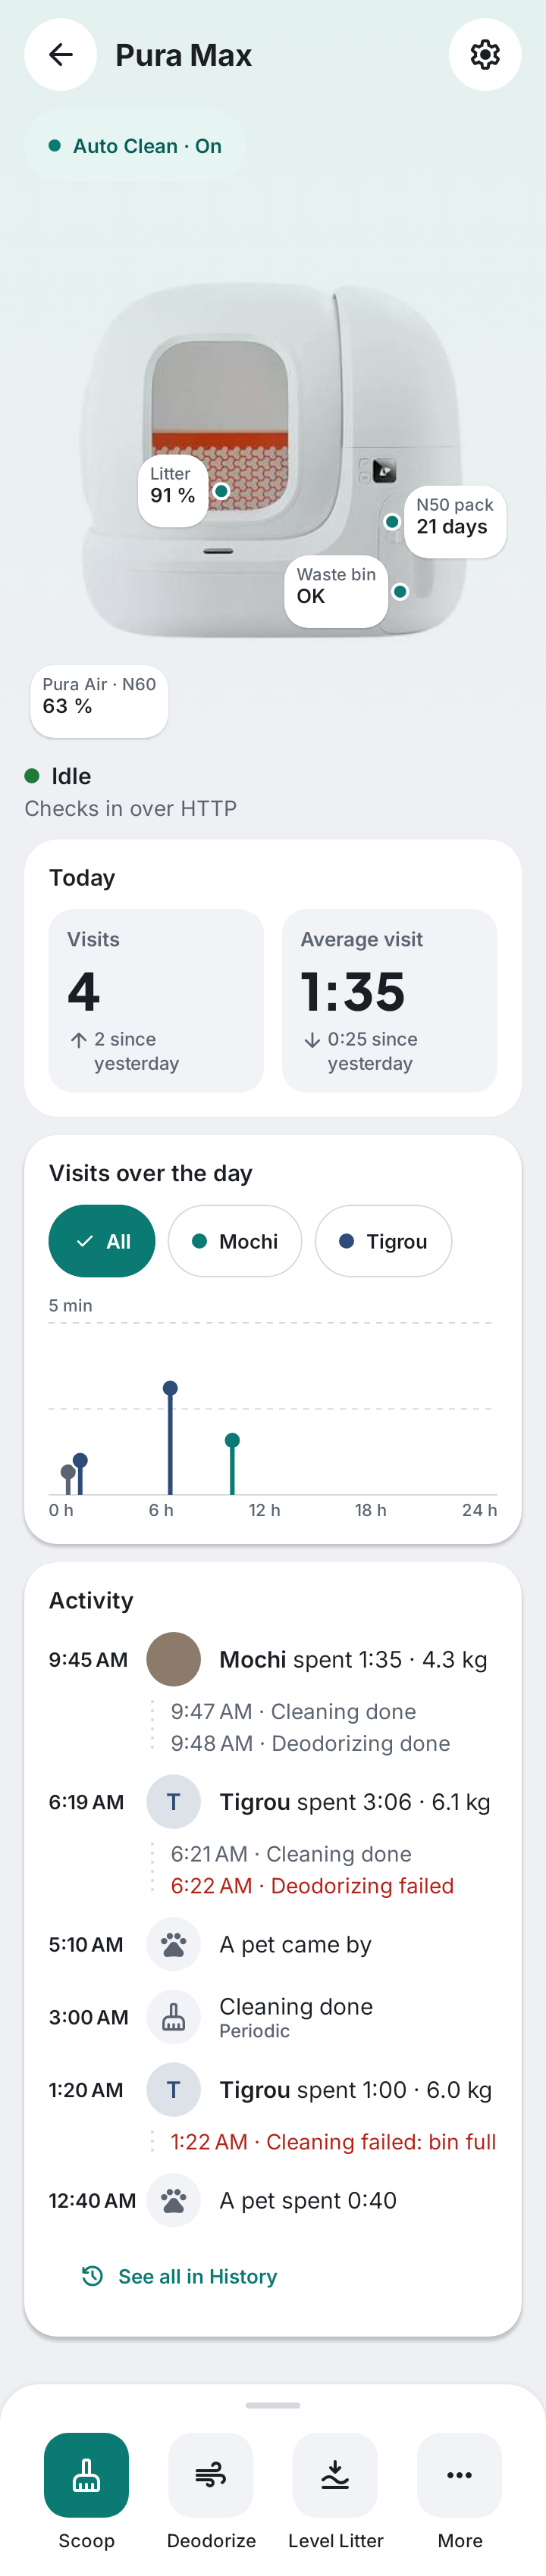 Pura Max
Auto Clean · On
Litter
91 %
N50 pack
21 days
Waste bin
OK
Pura Air · N60
63 %
Idle
Checks in over HTTP
Today
Visits
4
2 since
yesterday
Average visit
1:35
0:25 since
yesterday
Visits over the day
All
Mochi
Tigrou
5 min
0 h 6 h 12 h 18 h 24 h
Activity
9:45 AM Mochi spent 1:35 · 4.3 kg
9:47 AM · Cleaning done
9:48 AM · Deodorizing done
6:19 AM T Tigrou spent 3:06 · 6.1 kg
6:21 AM · Cleaning done
6:22 AM · Deodorizing failed
5:10 AM A pet came by
3:00 AM Cleaning done
Periodic
1:20 AM T Tigrou spent 1:00 · 6.0 kg
1:22 AM · Cleaning failed: bin full
12:40 AM A pet spent 0:40
See all in History
Scoop Deodorize Level Litter More